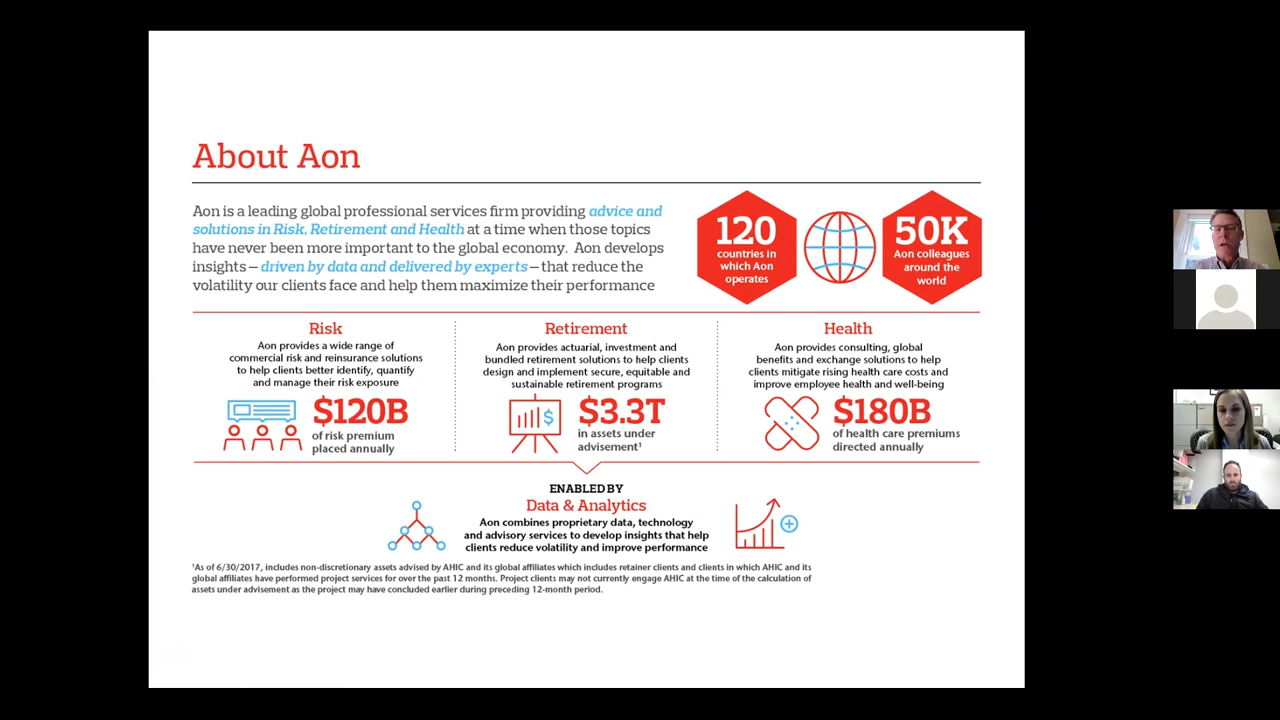 About Aon
Aon is a leading global professional services firm providing advice and
solutions in Risk, Retirement and Health at a time when those topics
have never been more important to the global economy. Aon develops
insights – driven by data and delivered by experts – that reduce the
volatility our clients face and help them maximize their performance
120
countries in
which Aon
operates
50K
Aon colleagues
around the
world
Risk
Aon provides a wide range of
commercial risk and reinsurance solutions
to help clients better identify, quantify
and manage their risk exposure
$120B
of risk premium
placed annually
Retirement
Aon provides actuarial, investment and
bundled retirement solutions to help clients
design and implement secure, equitable and
sustainable retirement programs
$
$3.3T
in assets under
advisement¹
Health
Aon provides consulting, global
benefits and exchange solutions to help
clients mitigate rising health care costs and
improve employee health and well-being
$180B
of health care premiums
directed annually
ENABLED BY
Data & Analytics
Aon combines proprietary data, technology
and advisory services to develop insights that help
clients reduce volatility and improve performance
¹As of 6/30/2017, includes non-discretionary assets advised by AHIC and its global affiliates which includes retainer clients and clients in which AHIC and its
global affiliates have performed project services for over the past 12 months. Project clients may not currently engage AHIC at the time of the calculation of
assets under advisement as the project may have concluded earlier during preceding 12-month period.